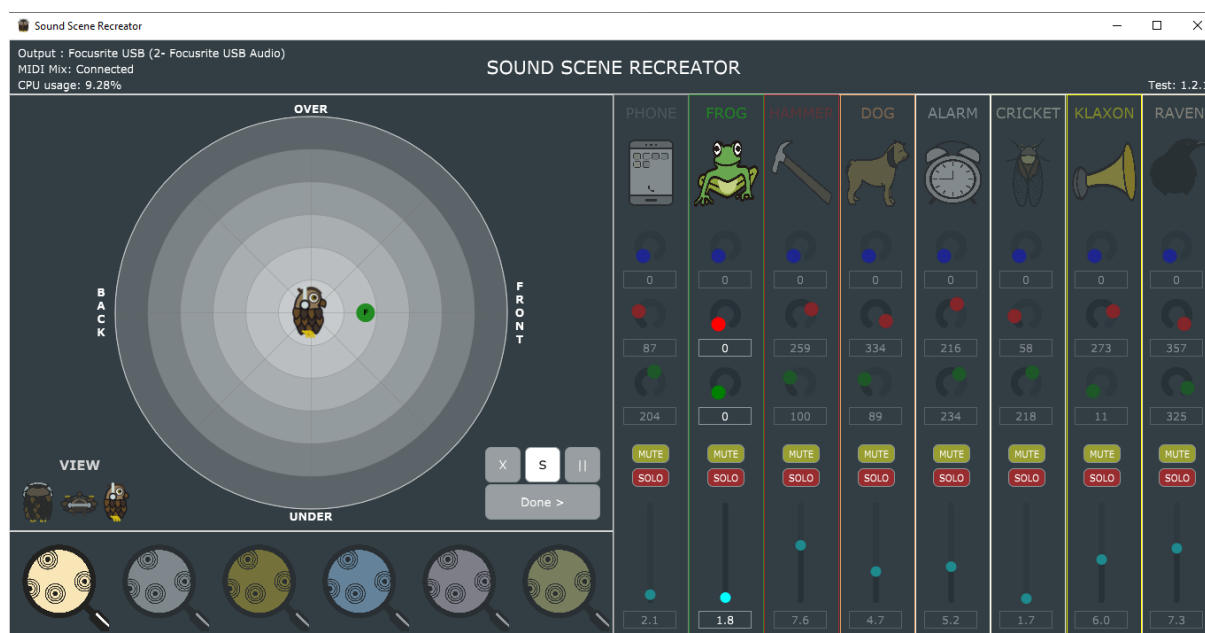 Sound Scene Recreator
Output : Focusrite USB (2- Focusrite USB Audio)
MIDI Mix: Connected
CPU usage: 9.28%
SOUND SCENE RECREATOR
Test: 1.2.1
OVER
BACK
FRONT
F
UNDER
VIEW
X S ||
Done >
PHONE FROG HAMMER DOG ALARM CRICKET KLAXON RAVEN
0 0 0 0 0 0 0 0
87 0 259 334 216 58 273 357
204 0 100 89 234 218 11 325
MUTE MUTE MUTE MUTE MUTE MUTE MUTE MUTE
SOLO SOLO SOLO SOLO SOLO SOLO SOLO SOLO
2.1 1.8 7.6 4.7 5.2 1.7 6.0 7.3